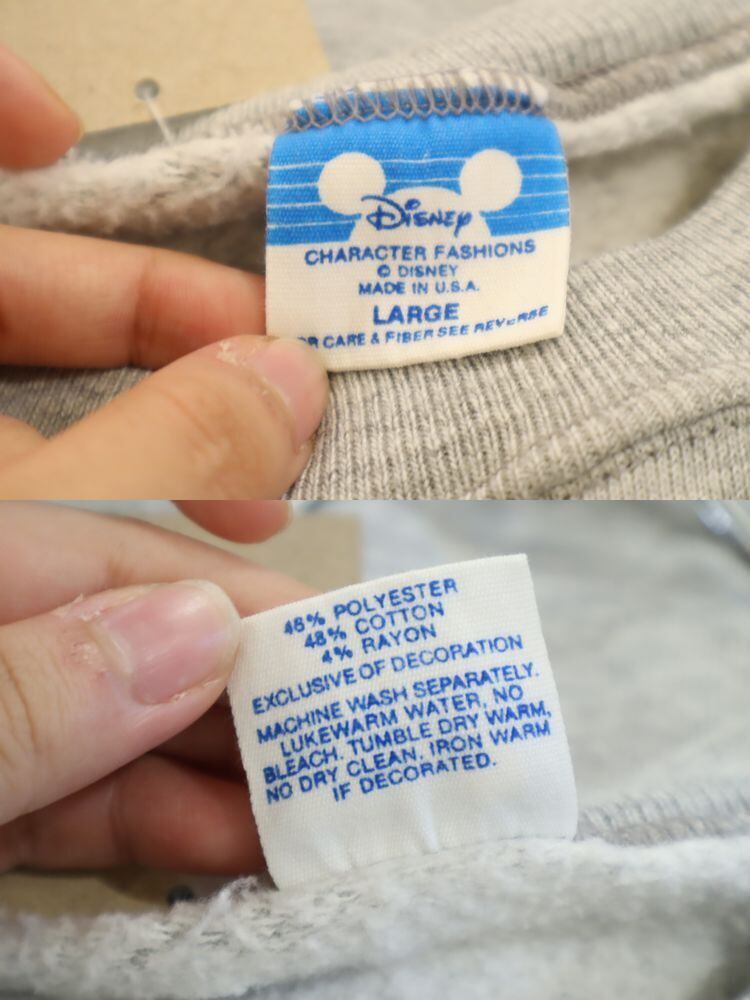 Disney
CHARACTER FASHIONS
© DISNEY
MADE IN U.S.A.
LARGE
OR CARE & FIBER SEE REVERSE
48% POLYESTER
48% COTTON
4% RAYON
EXCLUSIVE OF DECORATION
MACHINE WASH SEPARATELY.
LUKEWARM WATER, NO
BLEACH. TUMBLE DRY WARM,
NO DRY CLEAN. IRON WARM
IF DECORATED.